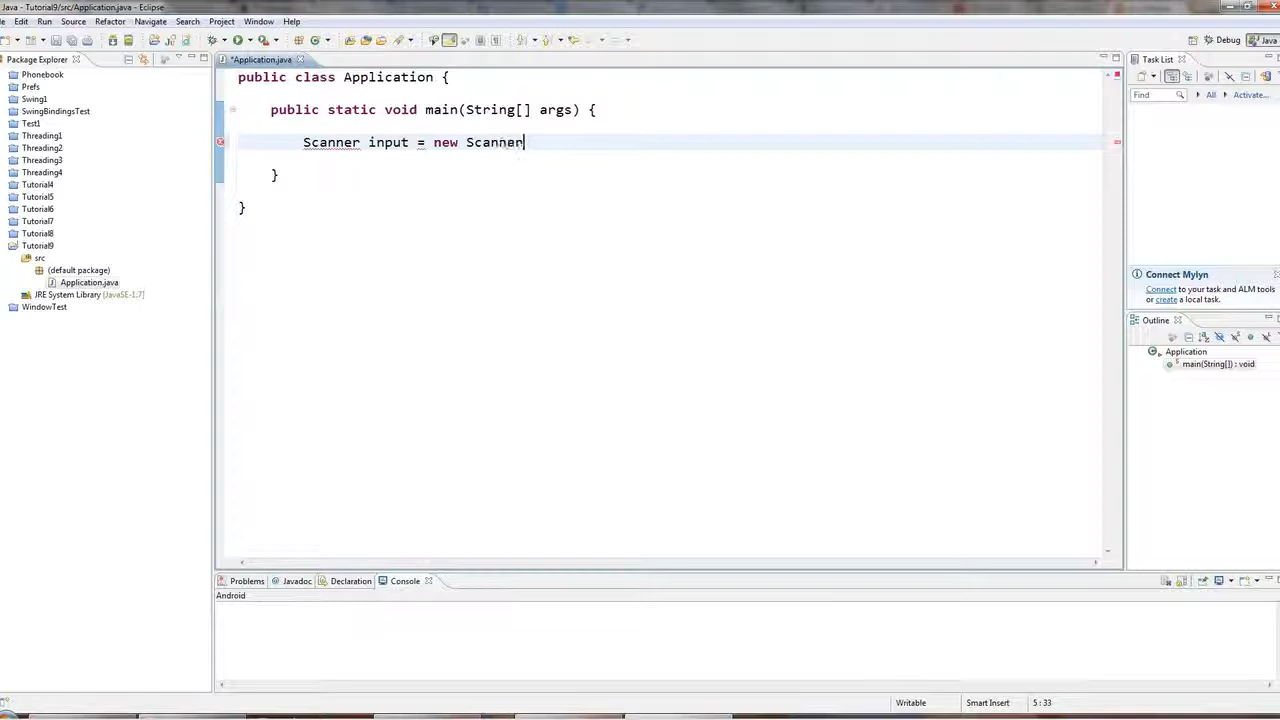 Java - Tutorial9/src/Application.java - Eclipse
Edit Run Source Refactor Navigate Search Project Window Help
Debug Java
Package Explorer
*Application.java
Task List
Phonebook
Prefs
Swing1
SwingBindingsTest
Test1
Threading1
Threading2
Threading3
Threading4
Tutorial4
Tutorial5
Tutorial6
Tutorial7
Tutorial8
Tutorial9
src
(default package)
Application.java
JRE System Library [JavaSE-1.7]
WindowTest
public class Application {
public static void main(String[] args) {
Scanner input = new Scanner
}
}
Find All Activate...
Connect Mylyn
Connect to your task and ALM tools
or create a local task.
Outline
Application
main(String[]) : void
Problems Javadoc Declaration Console
Android
Writable Smart Insert 5 : 33